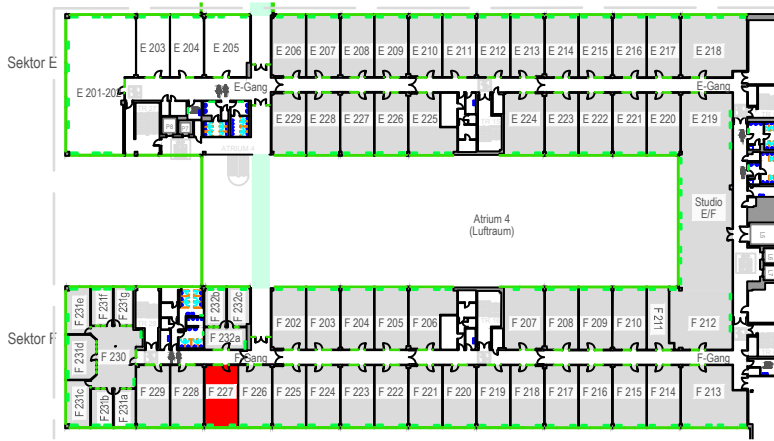 E 203 E 204 E 205 E 206 E 207 E 208 E 209 E 210 E 211 E 212 E 213 E 214 E 215 E 216 E 217 E 218
Sektor E
E 201-202
E-Gang E-Gang
E 229 E 228 E 227 E 226 E 225 E 224 E 223 E 222 E 221 E 220 E 219
ATRIUM 4
Studio
E/F
Atrium 4
(Luftraum)
F 231e F 231f F 231g F 232b F 232c
F 202 F 203 F 204 F 205 F 206 F 207 F 208 F 209 F 210 F 211 F 212
Sektor F
F 231d F 230 F 232a
F-Gang F-Gang
F 231c F 231b F 231a F 229 F 228 F 227 F 226 F 225 F 224 F 223 F 222 F 221 F 220 F 219 F 218 F 217 F 216 F 215 F 214 F 213